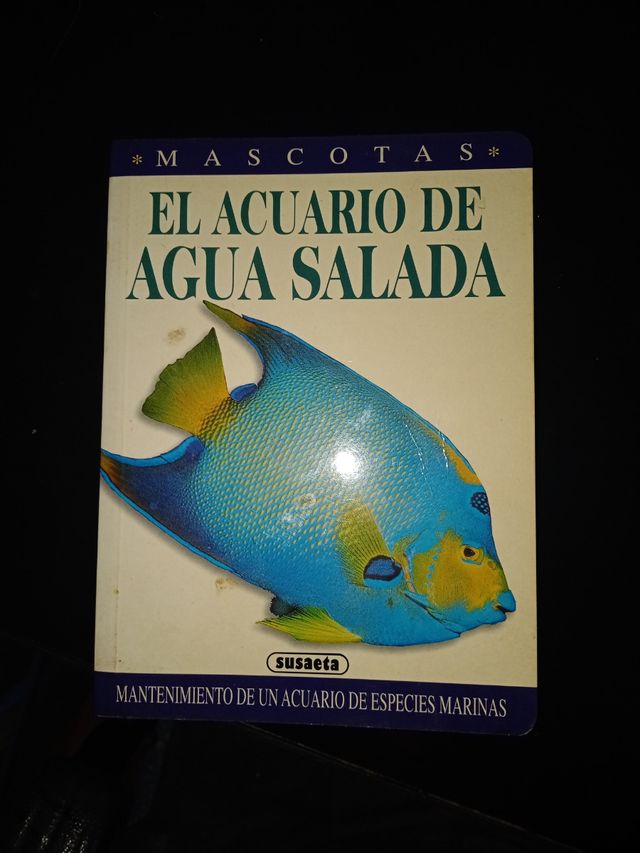 * MASCOTAS *
EL ACUARIO DE
AGUA SALADA
susaeta
MANTENIMIENTO DE UN ACUARIO DE ESPECIES MARINAS